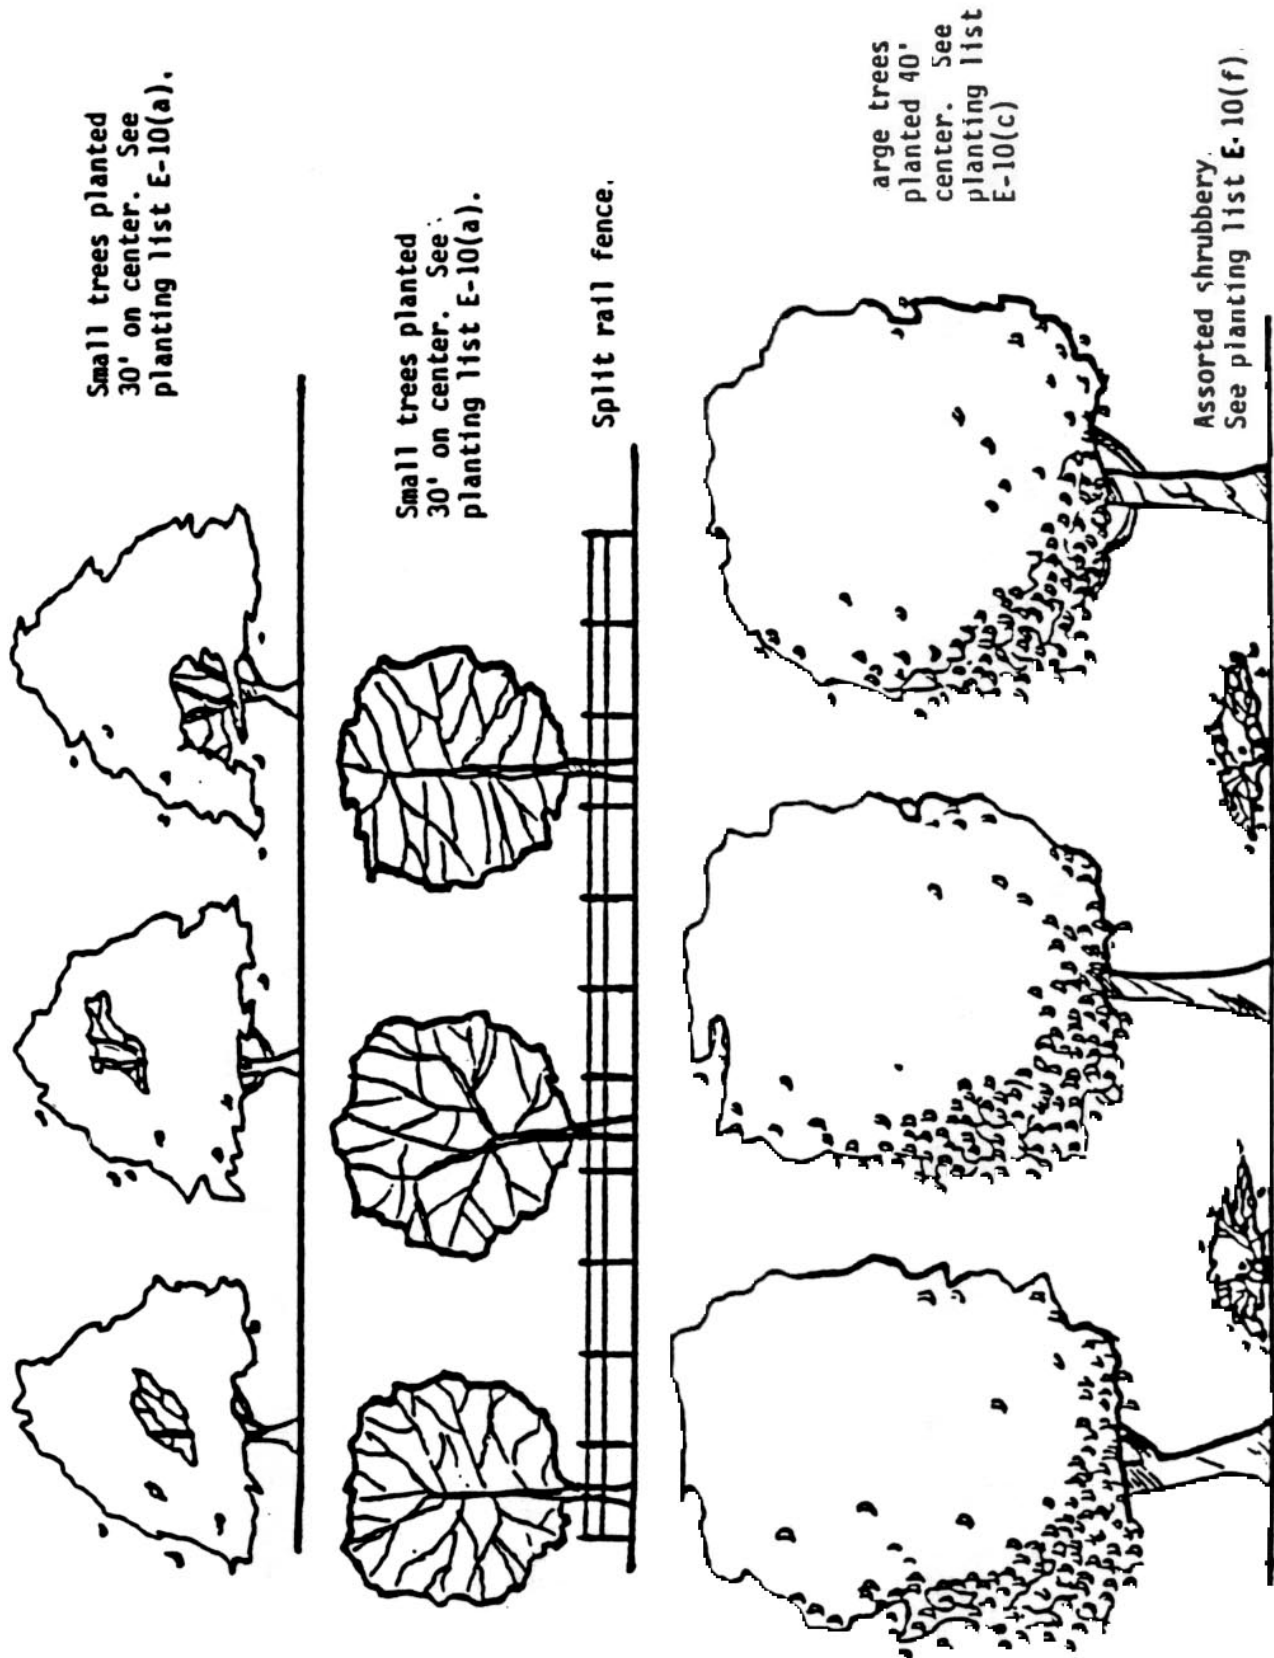 Small trees planted
30' on center. See
planting list E-10(a).
Small trees planted
30' on center. See
planting list E-10(a).
Split rail fence.
arge trees
planted 40'
center. See
planting list
E-10(c)
Assorted shrubbery.
See planting list E-10(f).